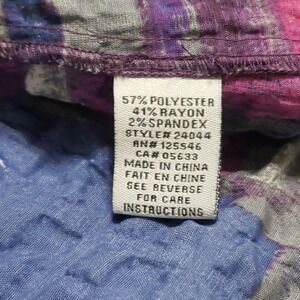 57% POLYESTER
41% RAYON
2% SPANDEX
STYLE# 24044
RN# 125546
CA# 05633
MADE IN CHINA
FAIT EN CHINE
SEE REVERSE
FOR CARE
INSTRUCTIONS